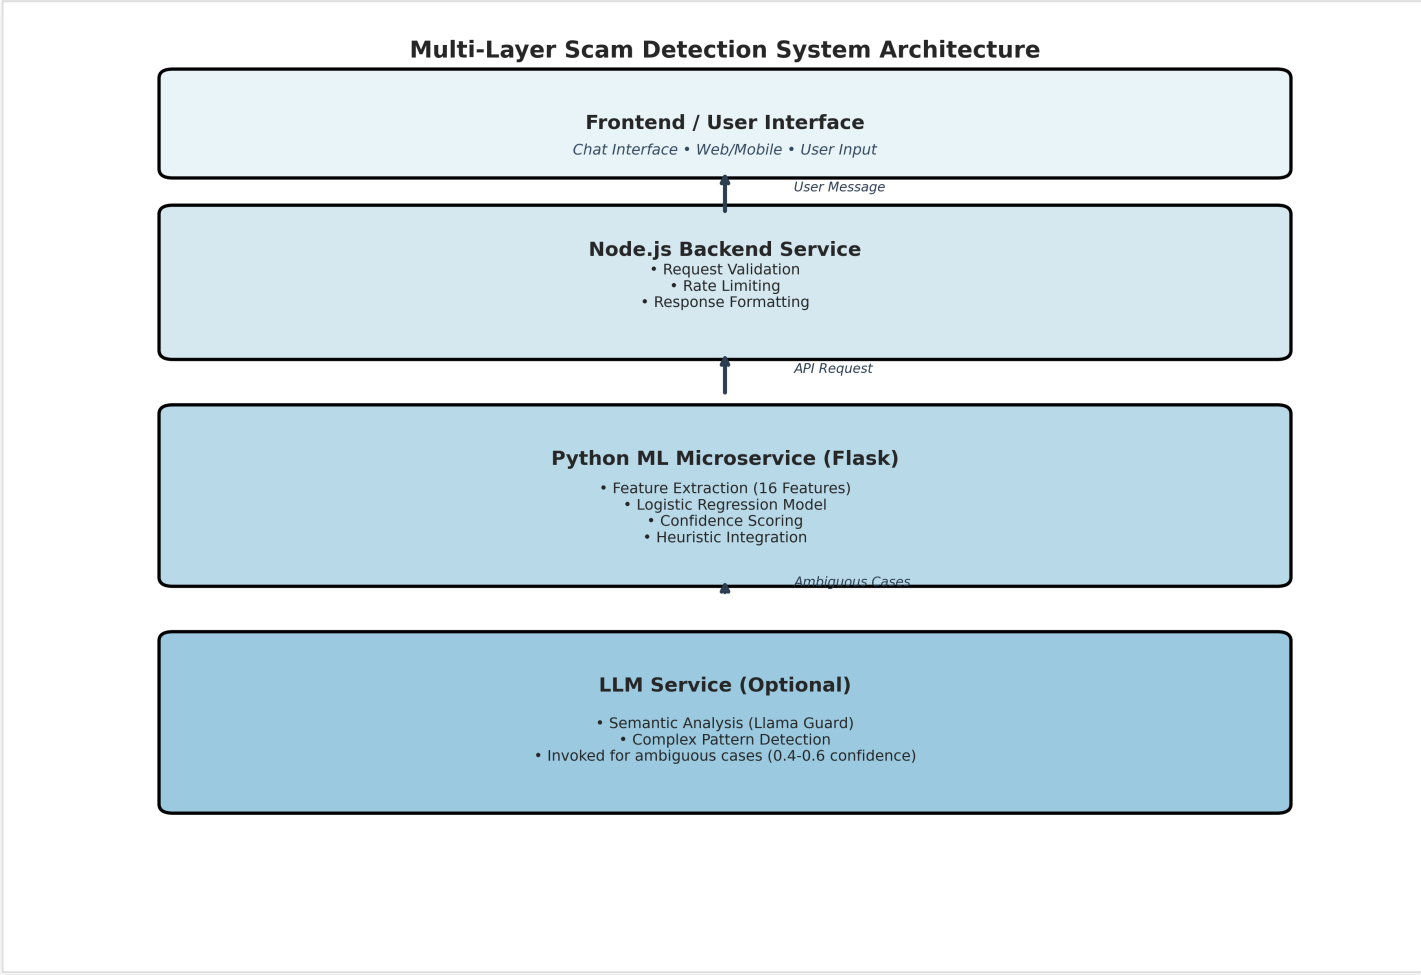 Multi-Layer Scam Detection System Architecture
Frontend / User Interface
Chat Interface • Web/Mobile • User Input
User Message
Node.js Backend Service
• Request Validation
• Rate Limiting
• Response Formatting
API Request
Python ML Microservice (Flask)
• Feature Extraction (16 Features)
• Logistic Regression Model
• Confidence Scoring
• Heuristic Integration
Ambiguous Cases
LLM Service (Optional)
• Semantic Analysis (Llama Guard)
• Complex Pattern Detection
• Invoked for ambiguous cases (0.4-0.6 confidence)